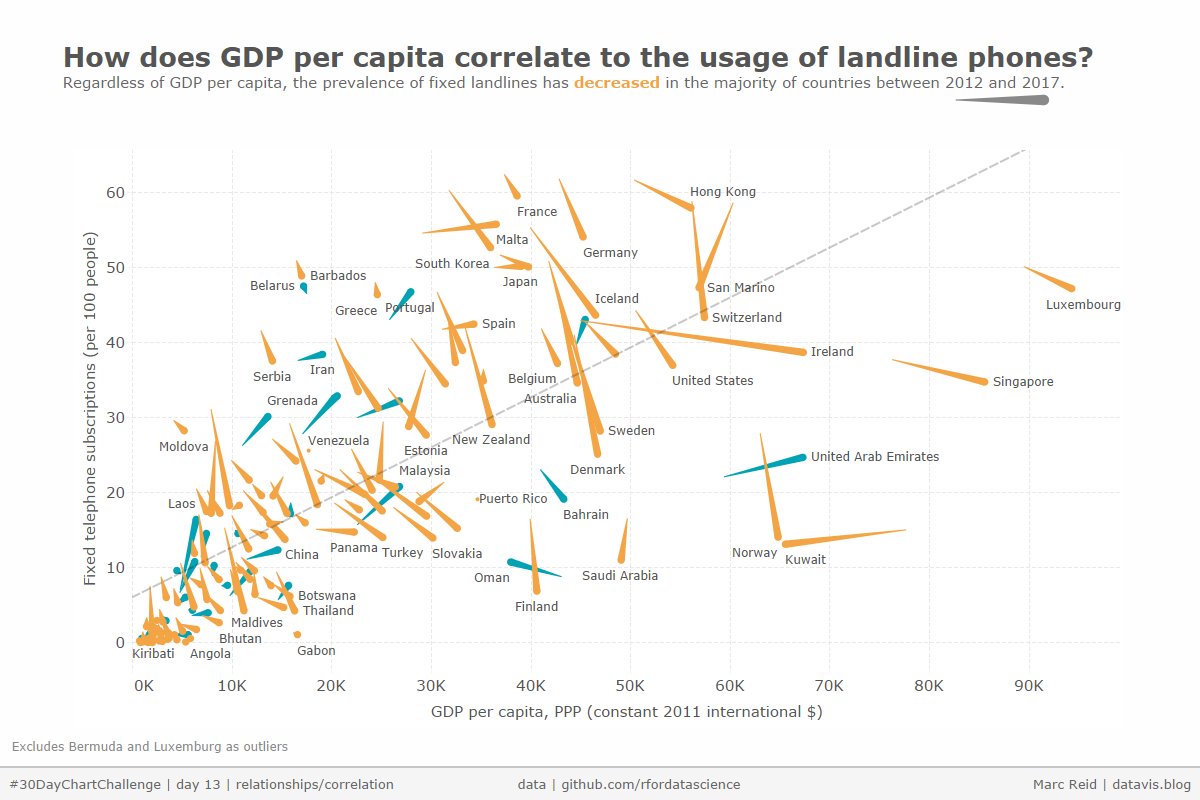 How does GDP per capita correlate to the usage of landline phones?
Regardless of GDP per capita, the prevalence of fixed landlines has decreased in the majority of countries between 2012 and 2017.
Fixed telephone subscriptions (per 100 people)
60
50
40
30
20
10
0
Hong Kong
France
Malta
Germany
South Korea
Japan
Barbados
Belarus
San Marino
Iceland
Luxembourg
Greece
Portugal
Switzerland
Spain
Ireland
Iran
Serbia
Belgium
United States
Singapore
Grenada
Australia
Moldova
Venezuela
New Zealand
Sweden
Estonia
United Arab Emirates
Malaysia
Denmark
Laos
Puerto Rico
Bahrain
China
Panama
Turkey
Slovakia
Norway
Kuwait
Oman
Saudi Arabia
Botswana
Thailand
Finland
Maldives
Bhutan
Kiribati
Angola
Gabon
0K
10K
20K
30K
40K
50K
60K
70K
80K
90K
GDP per capita, PPP (constant 2011 international $)
Excludes Bermuda and Luxemburg as outliers
#30DayChartChallenge | day 13 | relationships/correlation
data | github.com/rfordatascience
Marc Reid | datavis.blog